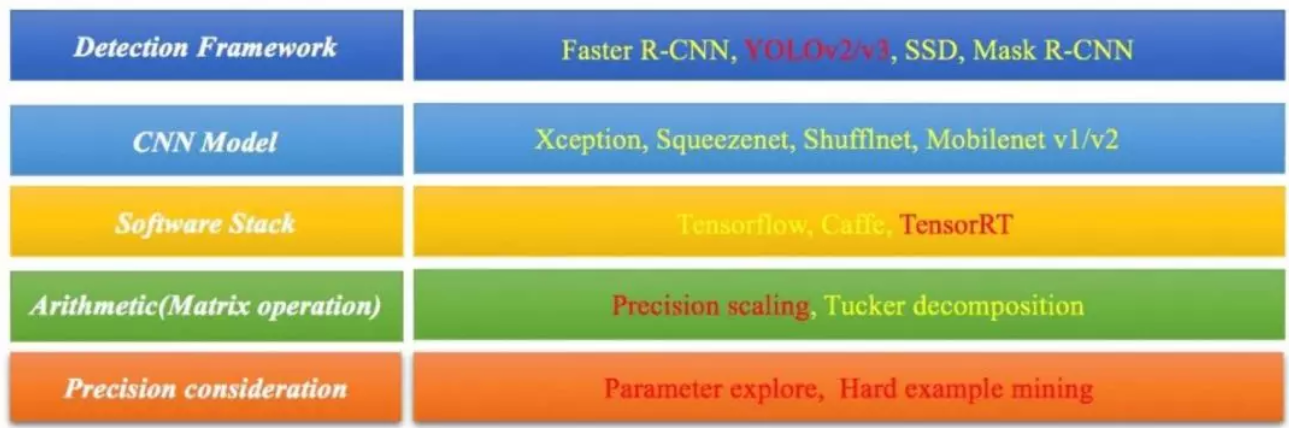 Detection Framework
Faster R-CNN, YOLOv2/v3, SSD, Mask R-CNN
CNN Model
Xception, Squeezenet, Shufflnet, Mobilenet v1/v2
Software Stack
Tensorflow, Caffe, TensorRT
Arithmetic(Matrix operation)
Precision scaling, Tucker decomposition
Precision consideration
Parameter explore, Hard example mining